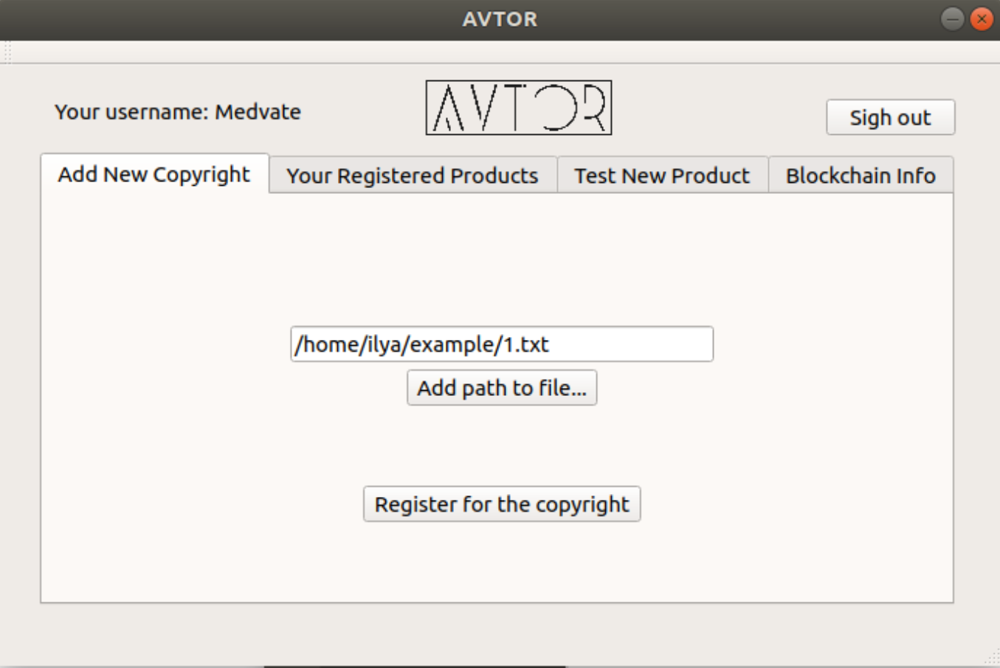 AVTOR
Your username: Medvate
AVTOR
Sigh out
Add New Copyright
Your Registered Products
Test New Product
Blockchain Info
/home/ilya/example/1.txt
Add path to file...
Register for the copyright